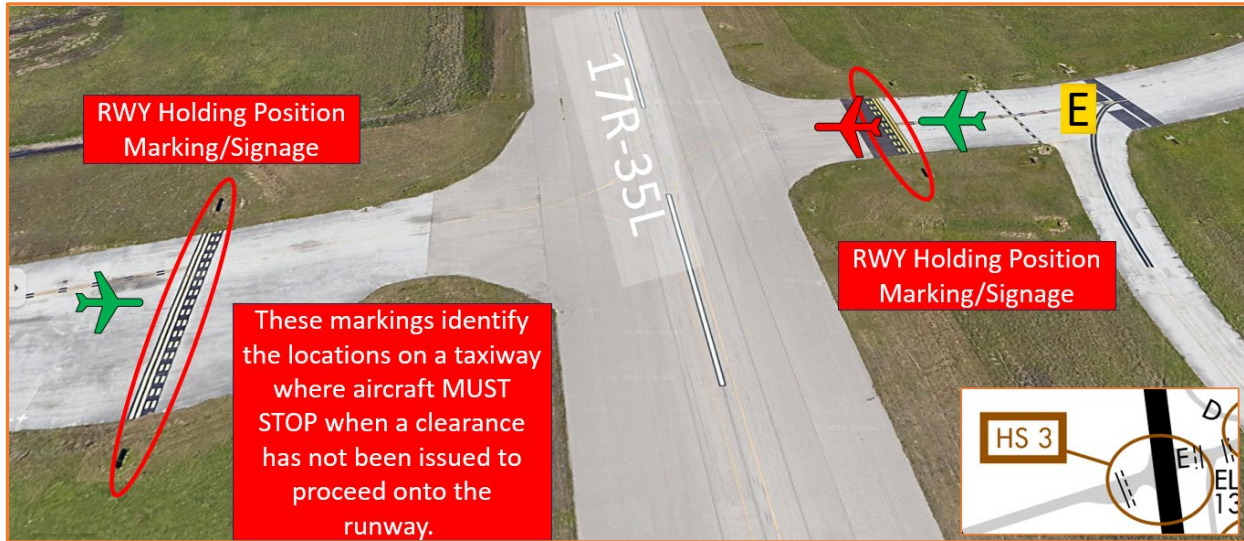 RWY Holding Position
Marking/Signage
17R-35L
E
RWY Holding Position
Marking/Signage
These markings identify
the locations on a taxiway
where aircraft MUST
STOP when a clearance
has not been issued to
proceed onto the
runway.
HS 3
D
E
EL
13